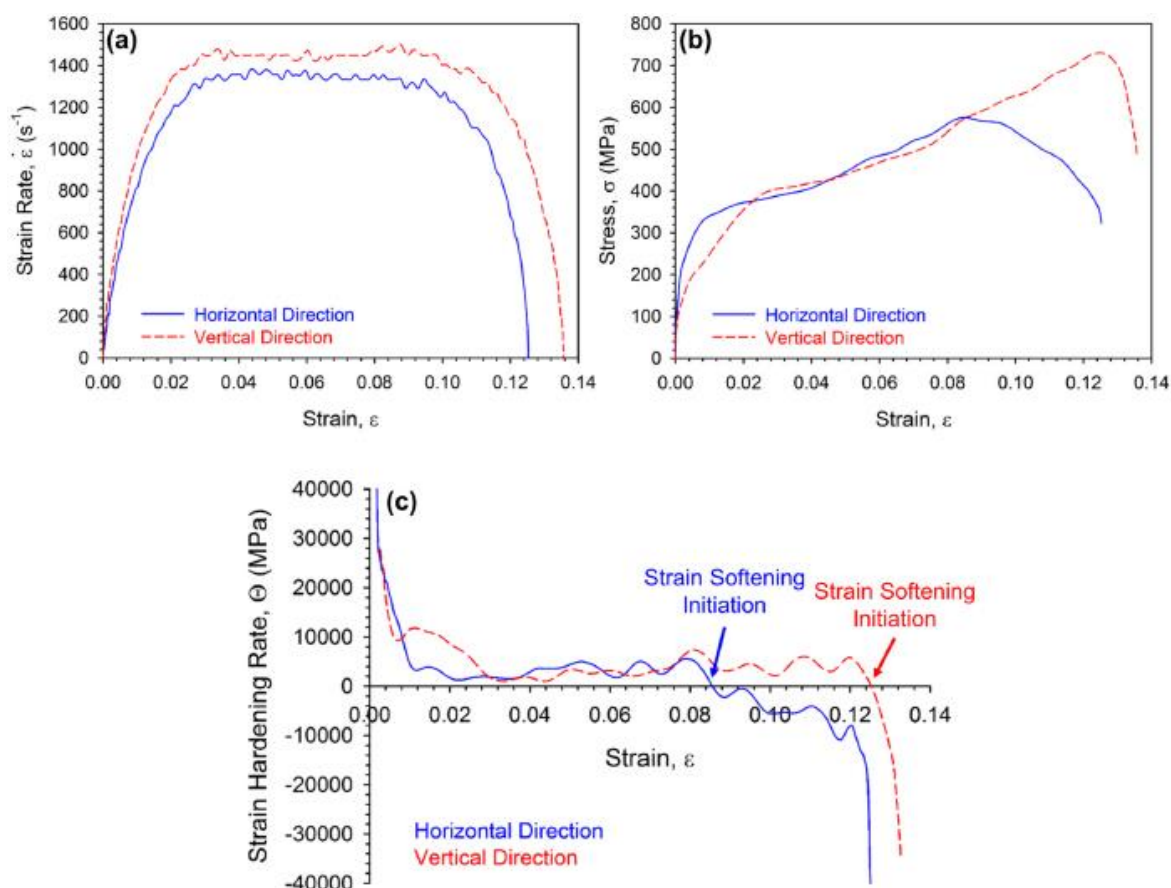 (a)
1600
1400
1200
1000
800
600
400
200
0
Strain Rate, ε̇ (s⁻¹)
Horizontal Direction
Vertical Direction
0.00 0.02 0.04 0.06 0.08 0.10 0.12 0.14
Strain, ε
(b)
800
700
600
500
400
300
200
100
0
Stress, σ (MPa)
Horizontal Direction
Vertical Direction
0.00 0.02 0.04 0.06 0.08 0.10 0.12 0.14
Strain, ε
(c)
40000
30000
20000
10000
0
-10000
-20000
-30000
-40000
Strain Hardening Rate, Θ (MPa)
Strain Softening
Initiation
Strain Softening
Initiation
0.00 0.02 0.04 0.06 0.08 0.10 0.12 0.14
Strain, ε
Horizontal Direction
Vertical Direction